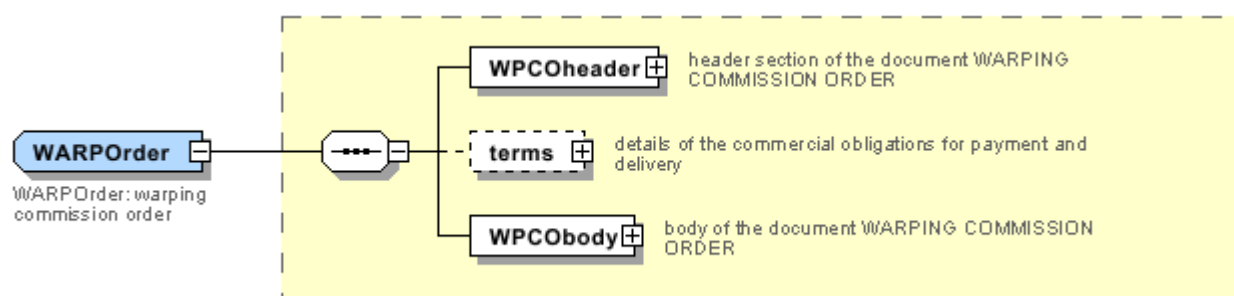 WPCOheader
header section of the document WARPING
COMMISSION ORDER
WARPOrder
WARPOrder: warping
commission order
terms
details of the commercial obligations for payment and
delivery
WPCObody
body of the document WARPING COMMISSION
ORDER